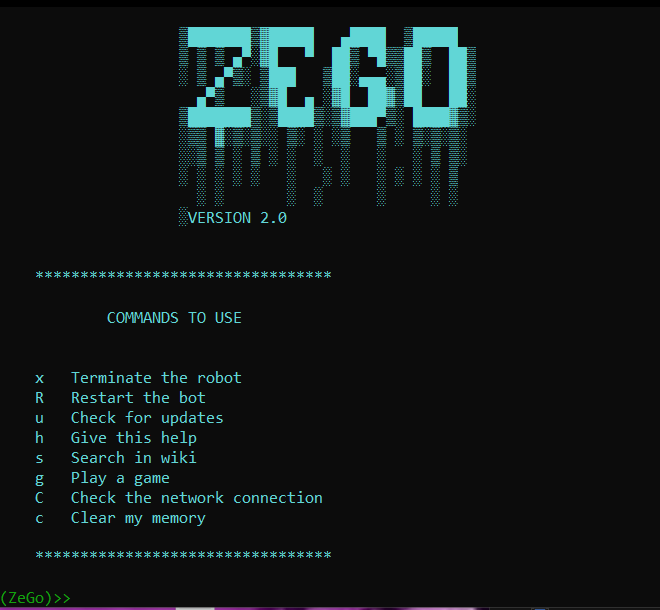 ZEGO
VERSION 2.0
*********************************
COMMANDS TO USE
x Terminate the robot
R Restart the bot
u Check for updates
h Give this help
s Search in wiki
g Play a game
C Check the network connection
c Clear my memory
*********************************
(ZeGo)>>